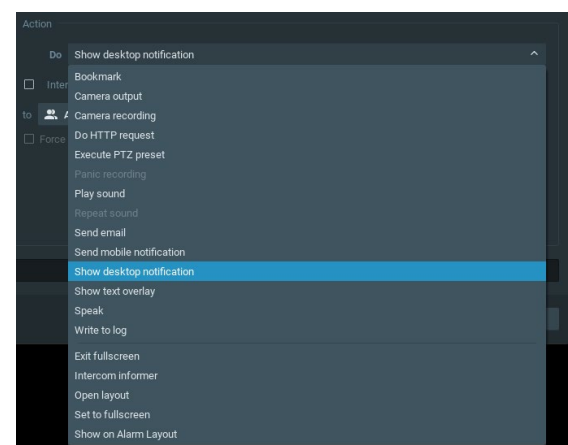 Action
Do Show desktop notification
Bookmark
Camera output
Camera recording
Do HTTP request
Execute PTZ preset
Panic recording
Play sound
Repeat sound
Send email
Send mobile notification
Show desktop notification
Show text overlay
Speak
Write to log
Exit fullscreen
Intercom informer
Open layout
Set to fullscreen
Show on Alarm Layout
to
Force